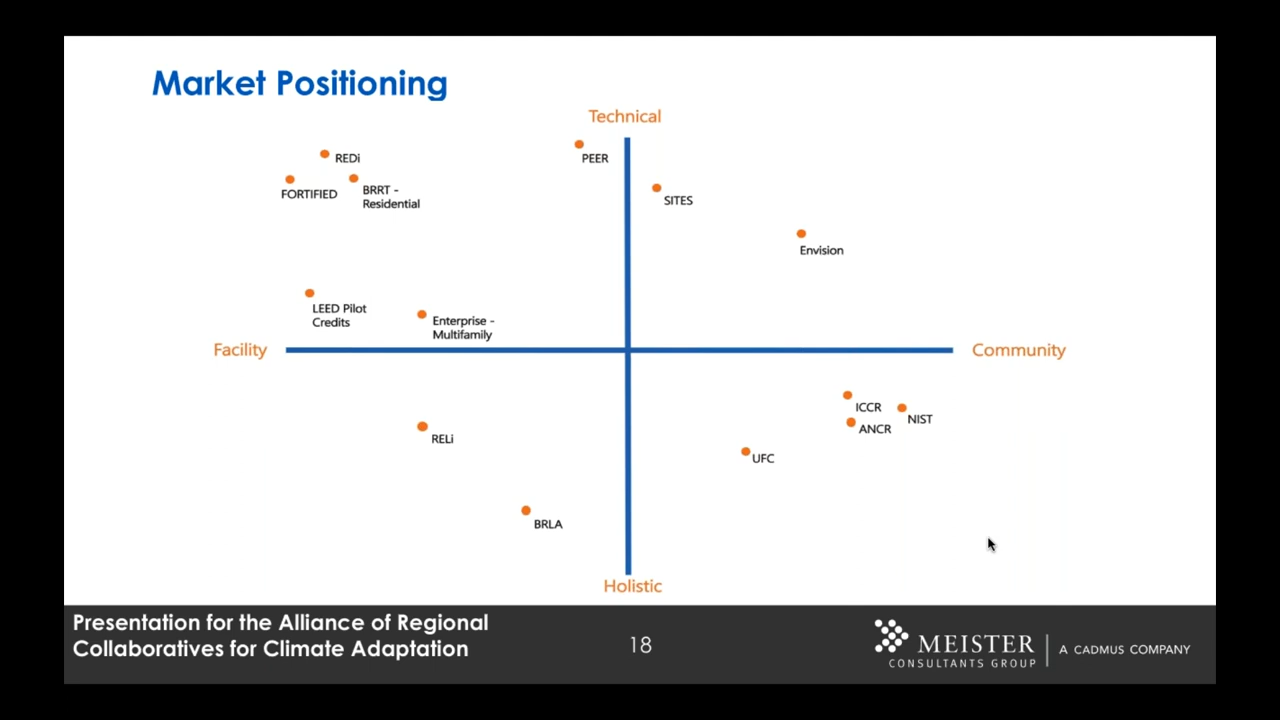 Market Positioning
Technical
REDi
PEER
FORTIFIED
BRRT -
Residential
SITES
Envision
LEED Pilot
Credits
Enterprise -
Multifamily
Facility
Community
ICCR
NIST
ANCR
RELi
UFC
BRLA
Holistic
Presentation for the Alliance of Regional
Collaboratives for Climate Adaptation
18
MEISTER
CONSULTANTS GROUP
A CADMUS COMPANY